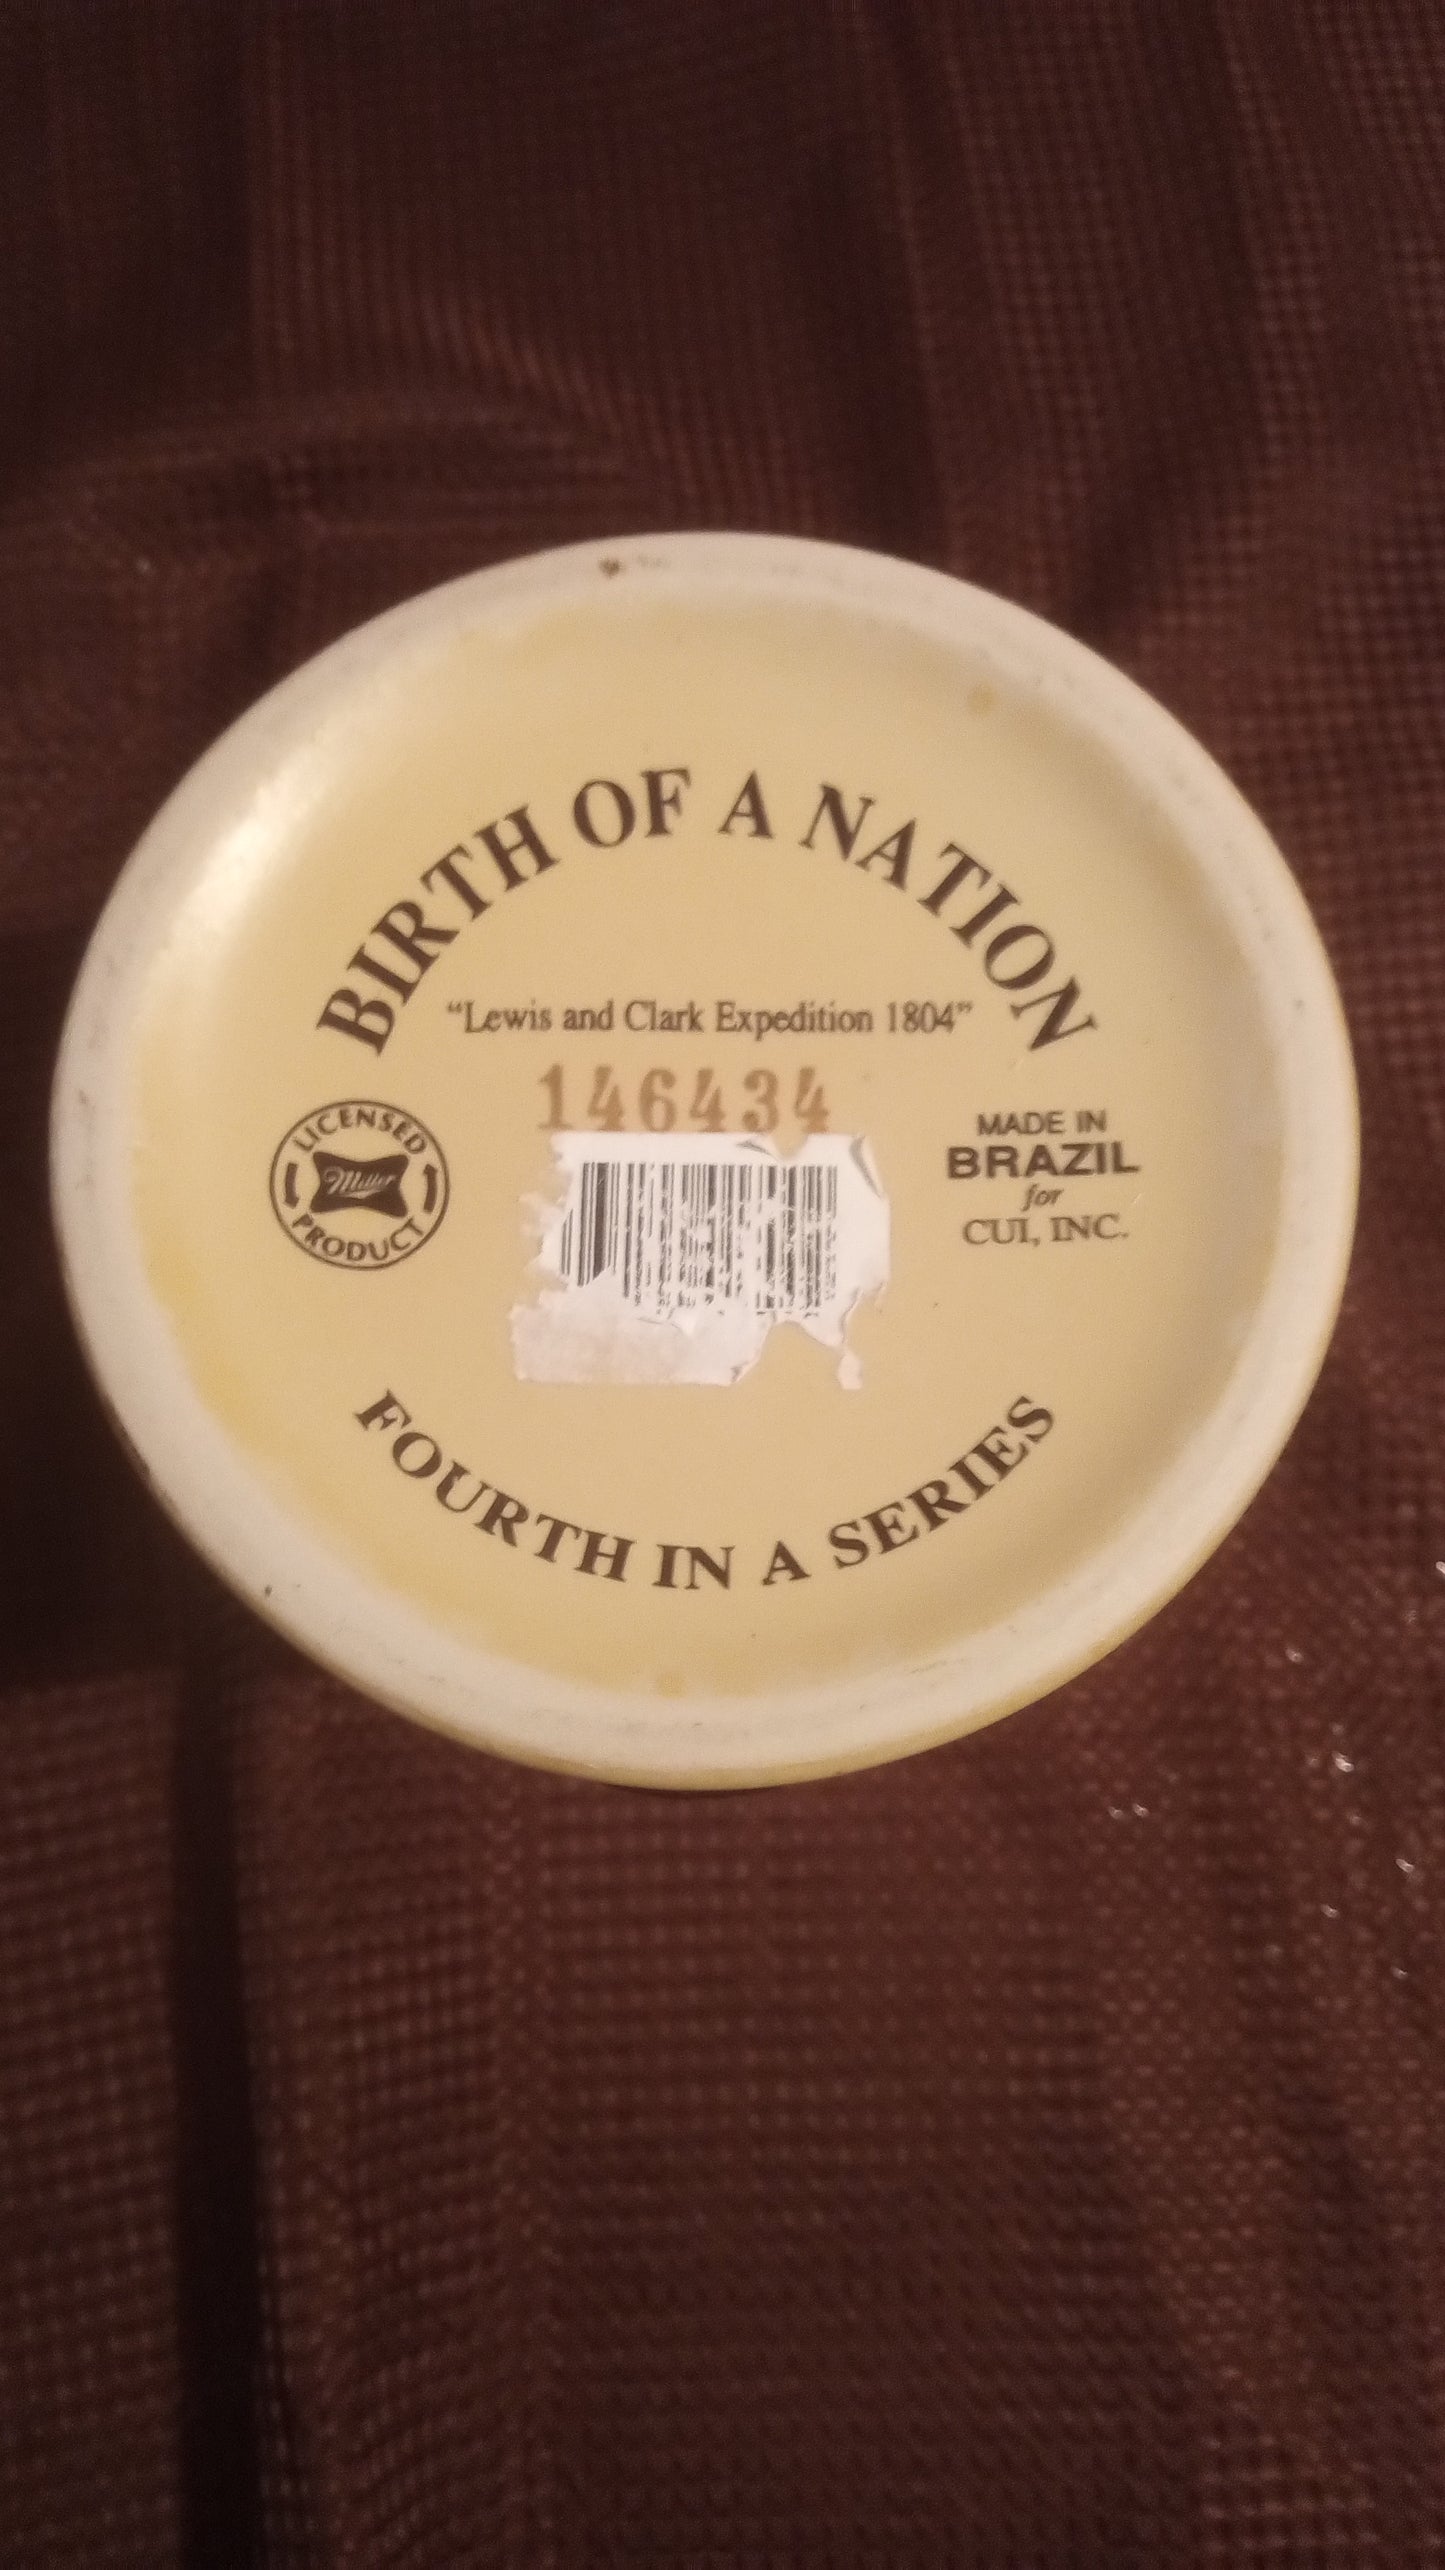 BIRTH OF A NATION
“Lewis and Clark Expedition 1804”
146434
LICENSED
Miller
PRODUCT
MADE IN
BRAZIL
for
CUI, INC.
FOURTH IN A SERIES